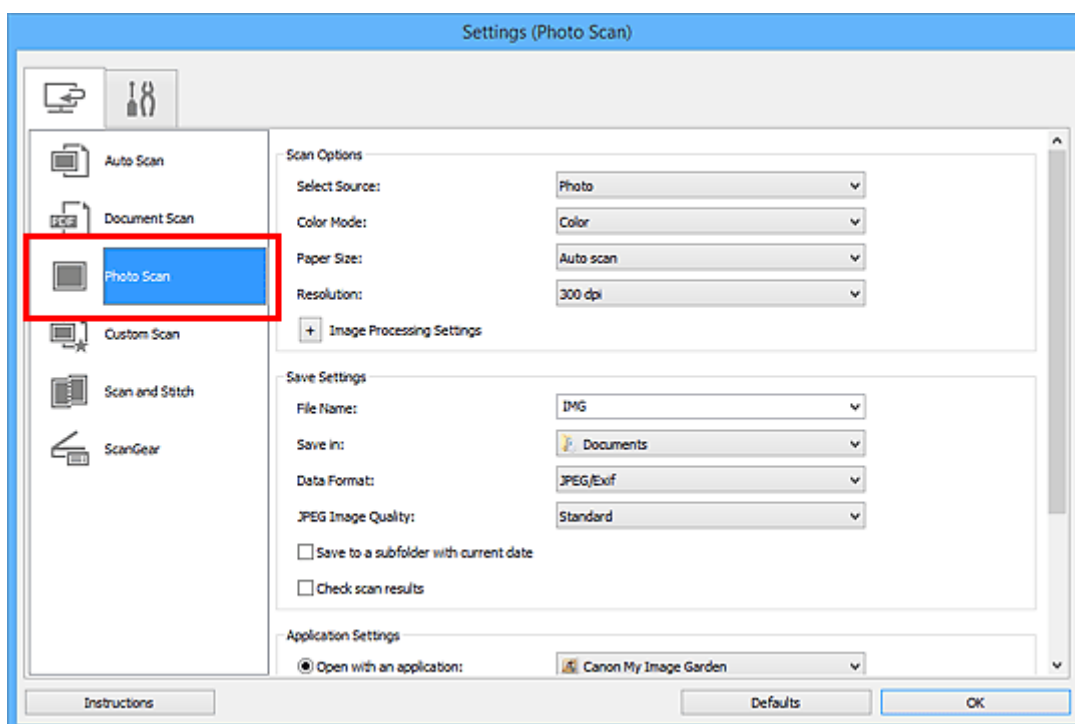 Settings (Photo Scan)
Auto Scan
PDF
Document Scan
Photo Scan
Custom Scan
Scan and Stitch
ScanGear
Scan Options
Select Source: Photo
Color Mode: Color
Paper Size: Auto scan
Resolution: 300 dpi
+ Image Processing Settings
Save Settings
File Name: IMG
Save in: Documents
Data Format: JPEG/Exif
JPEG Image Quality: Standard
Save to a subfolder with current date
Check scan results
Application Settings
Open with an application: Canon My Image Garden
Instructions Defaults OK